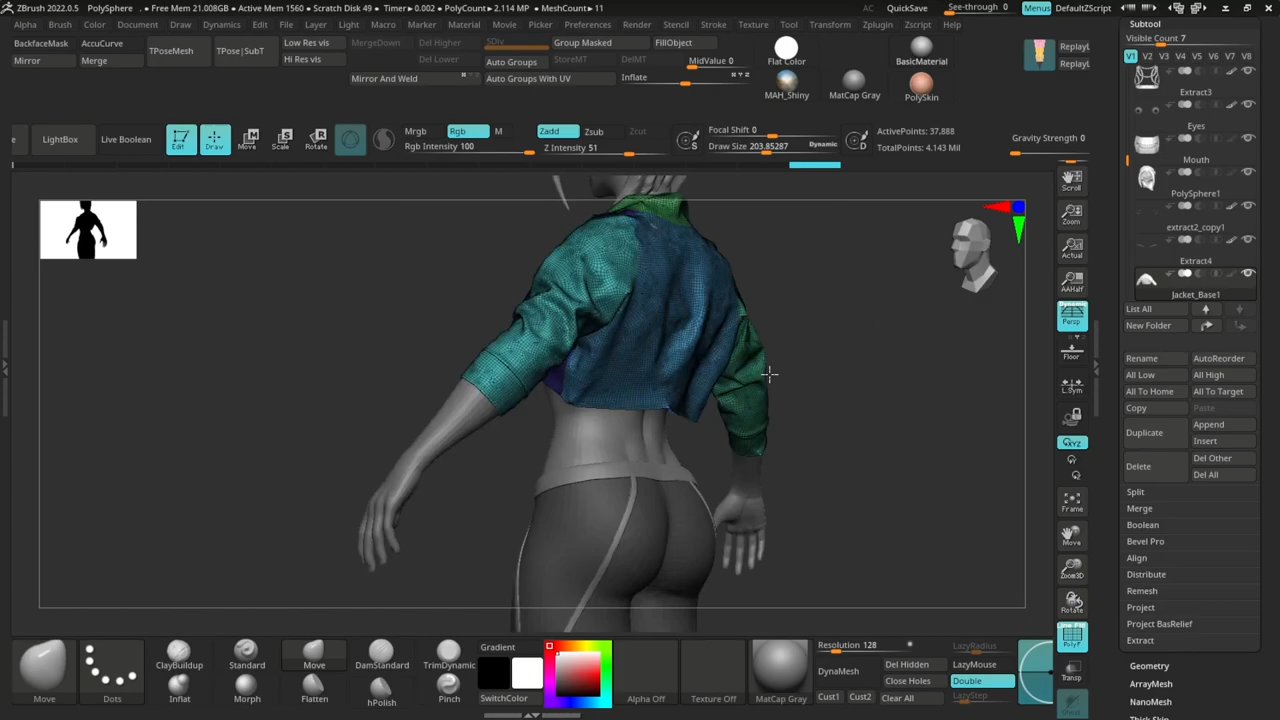 ZBrush 2022.0.5 PolySphere . ● Free Mem 21.008GB ● Active Mem 1560 ● Scratch Disk 49 ● Timer▸0.002 ● PolyCount▸2.114 MP ● MeshCount▸11 AC QuickSave See-through 0 Menus DefaultZScript
Alpha Brush Color Document Draw Dynamics Edit File Layer Light Macro Marker Material Movie Picker Preferences Render Stencil Stroke Texture Tool Transform Zplugin Zscript Help
BackfaceMask AccuCurve
Mirror Merge
TPoseMesh TPose|SubT
Low Res vis
Hi Res vis
MergeDown Del Higher SDiv Group Masked FillObject
Del Lower Auto Groups StoreMT DelMT MidValue 0
Mirror And Weld Auto Groups With UV Inflate
Flat Color BasicMaterial
MAH_Shiny MatCap Gray PolySkin
ReplayL
ReplayL
LightBox Live Boolean Edit Draw Move Scale Rotate
Mrgb Rgb M
Rgb Intensity 100
Zadd Zsub Zcut
Z Intensity 51
Focal Shift 0
Draw Size 203.85287 Dynamic
ActivePoints: 37,888
TotalPoints: 4.143 Mil
Gravity Strength 0
Scroll
Zoom
Actual
AAHalf
Persp
Floor
L.Sym
XYZ
Frame
Move
Zoom3D
Rotate
Line Fill
PolyF
Transp
Subtool
Visible Count 7
V1 V2 V3 V4 V5 V6 V7 V8
Extract3
Eyes
Mouth
PolySphere1
extract2_copy1
Extract4
Jacket_Base1
List All
New Folder
Rename AutoReorder
All Low All High
All To Home All To Target
Copy Paste
Duplicate Append
Insert
Delete Del Other
Del All
Split
Merge
Boolean
Bevel Pro
Align
Distribute
Remesh
Project
Project BasRelief
Extract
Geometry
ArrayMesh
NanoMesh
Thick Skin
Move Dots
ClayBuildup Standard Move DamStandard TrimDynamic
Inflat Morph Flatten hPolish Pinch
Gradient
SwitchColor
Alpha Off Texture Off MatCap Gray
Resolution 128
DynaMesh
Cust1 Cust2
Del Hidden
Close Holes
Clear All
LazyRadius
LazyMouse
Double
LazyStep